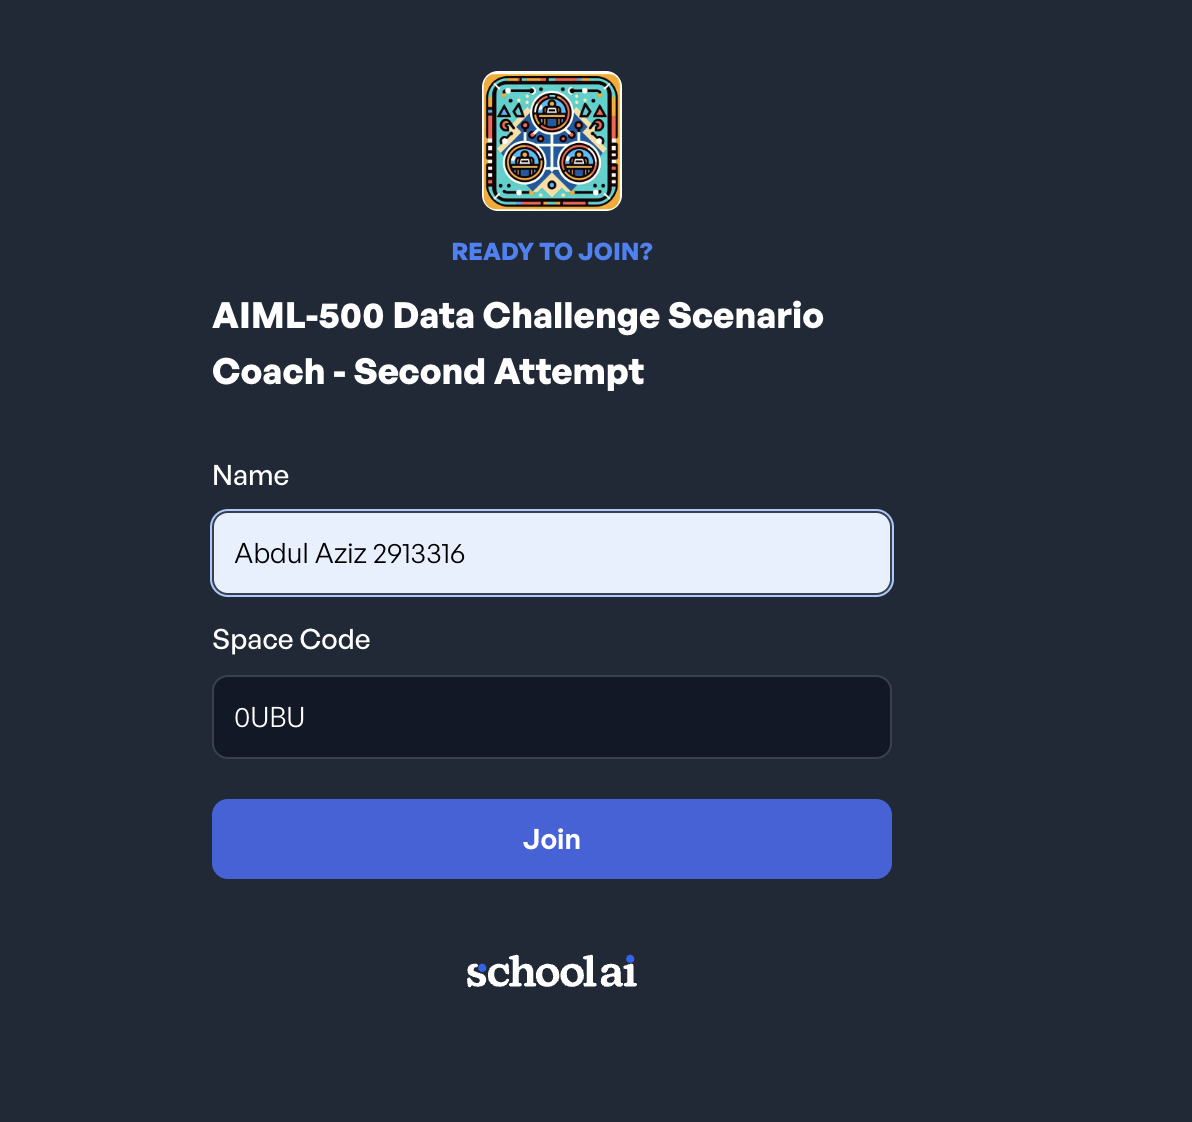 READY TO JOIN?
AIML-500 Data Challenge Scenario
Coach - Second Attempt
Name
Abdul Aziz 2913316
Space Code
0UBU
Join
schoolai